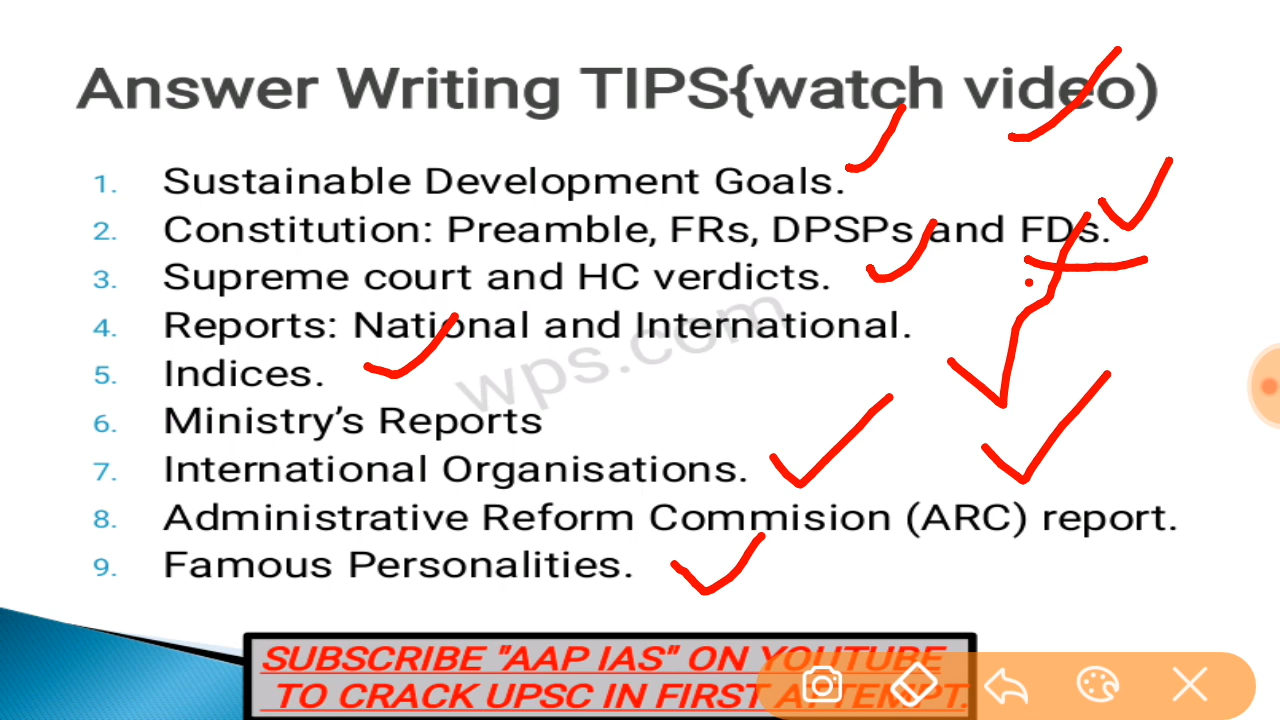 Answer Writing TIPS{watch video)
1. Sustainable Development Goals.
2. Constitution: Preamble, FRs, DPSPs and FDs.
3. Supreme court and HC verdicts.
4. Reports: National and International.
5. Indices.
6. Ministry's Reports
7. International Organisations.
8. Administrative Reform Commision (ARC) report.
9. Famous Personalities.
wps.com
SUBSCRIBE "AAP IAS" ON YOUTUBE
TO CRACK UPSC IN FIRST ATTEMPT.